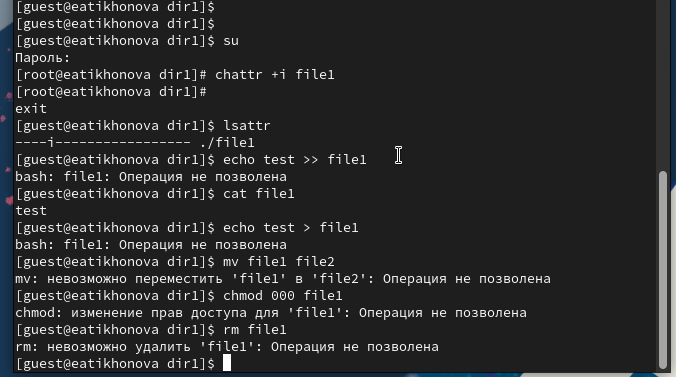 [guest@eatikhonova dir1]$
[guest@eatikhonova dir1]$
[guest@eatikhonova dir1]$ su
Пароль:
[root@eatikhonova dir1]# chattr +i file1
[root@eatikhonova dir1]#
exit
[guest@eatikhonova dir1]$ lsattr
----i----------------- ./file1
[guest@eatikhonova dir1]$ echo test >> file1
bash: file1: Операция не позволена
[guest@eatikhonova dir1]$ cat file1
test
[guest@eatikhonova dir1]$ echo test > file1
bash: file1: Операция не позволена
[guest@eatikhonova dir1]$ mv file1 file2
mv: невозможно переместить 'file1' в 'file2': Операция не позволена
[guest@eatikhonova dir1]$ chmod 000 file1
chmod: изменение прав доступа для 'file1': Операция не позволена
[guest@eatikhonova dir1]$ rm file1
rm: невозможно удалить 'file1': Операция не позволена
[guest@eatikhonova dir1]$